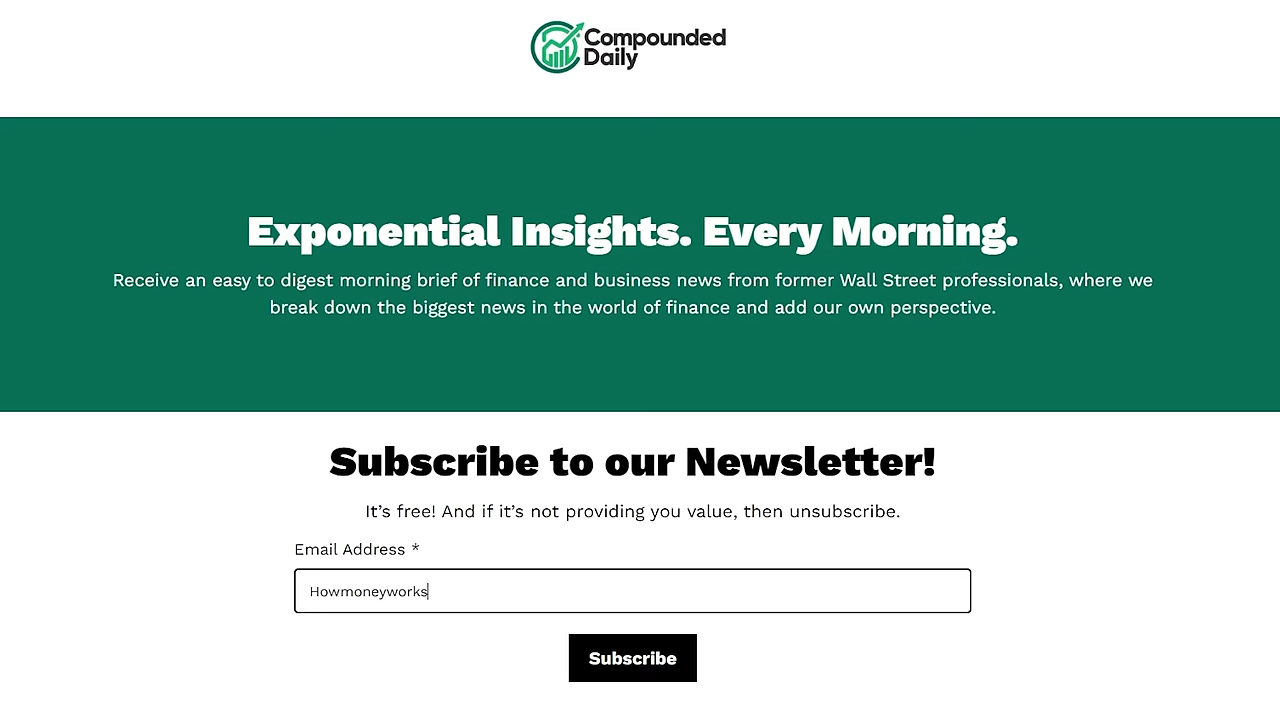 Compounded
Daily
Exponential Insights. Every Morning.
Receive an easy to digest morning brief of finance and business news from former Wall Street professionals, where we
break down the biggest news in the world of finance and add our own perspective.
Subscribe to our Newsletter!
It’s free! And if it’s not providing you value, then unsubscribe.
Email Address *
Howmoneyworks
Subscribe